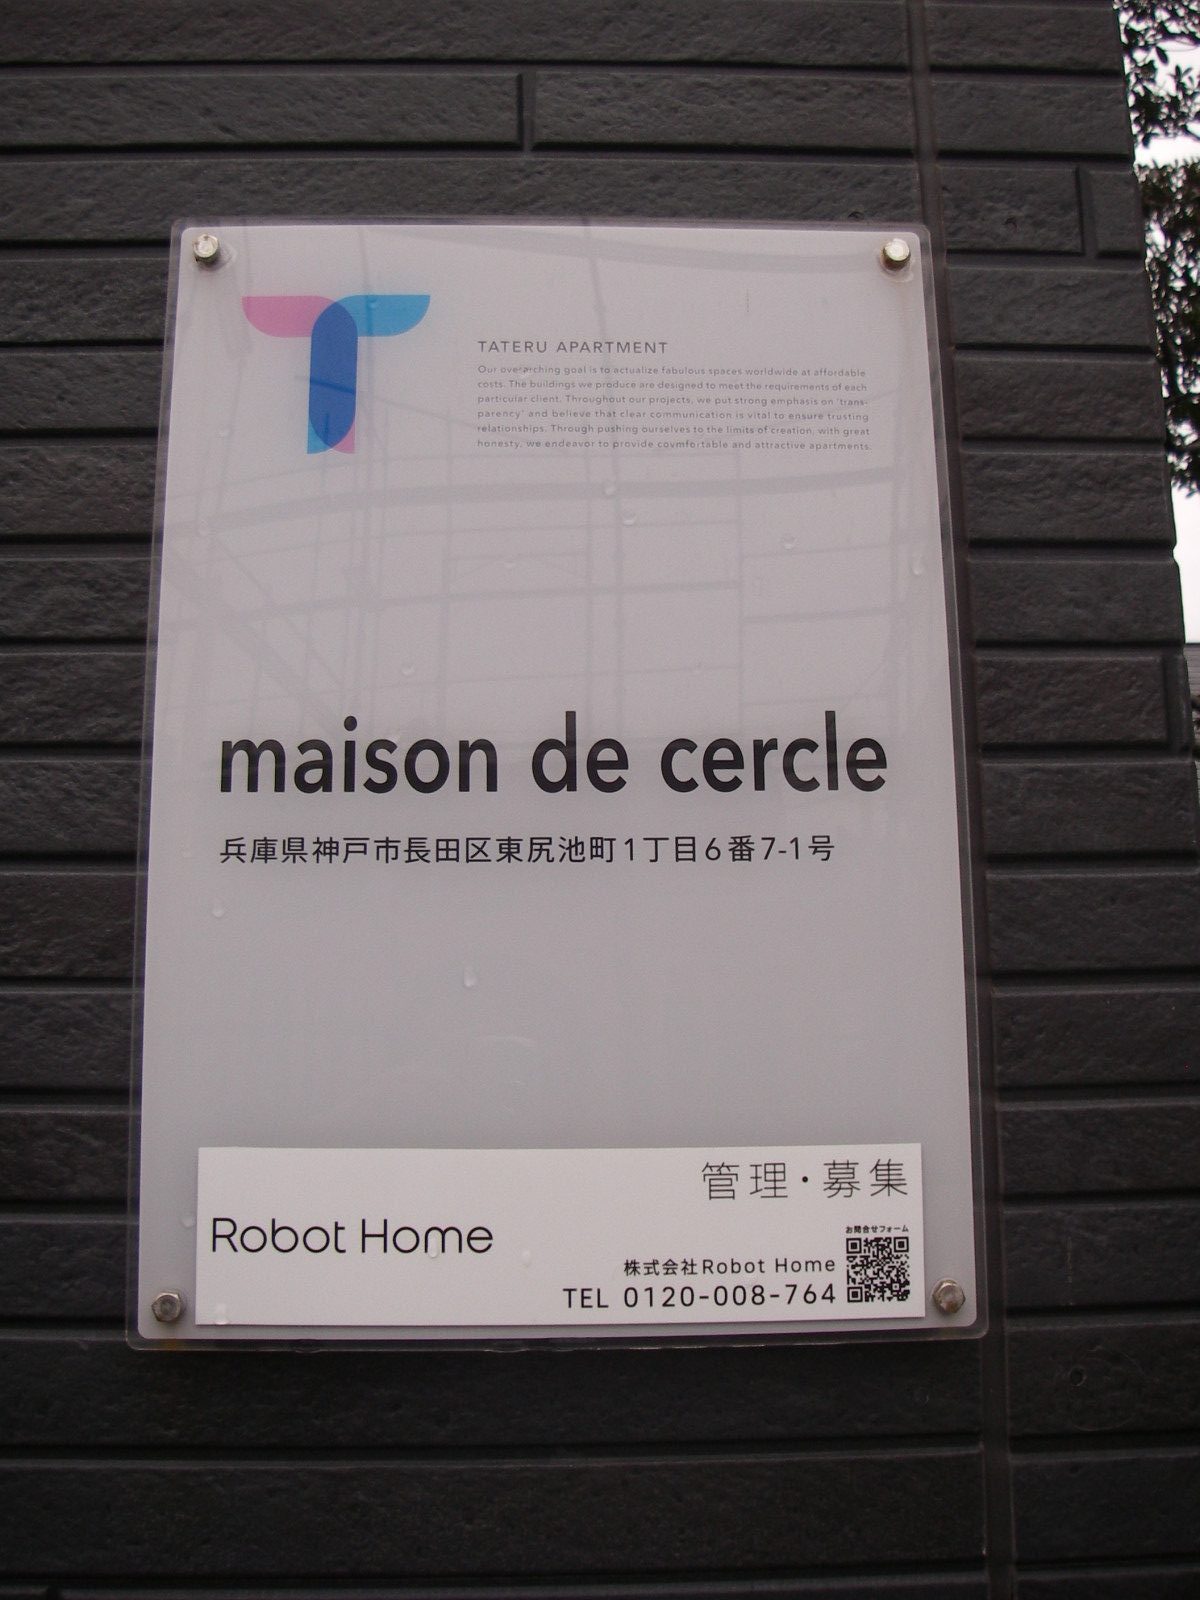 TATERU APARTMENT
Our overarching goal is to actualize fabulous spaces worldwide at affordable
costs. The buildings we produce are designed to meet the requirements of each
particular client. Throughout our projects, we put strong emphasis on 'trans-
parency' and believe that clear communication is vital to ensure trusting
relationships. Through pushing ourselves to the limits of creation, with great
honesty, we endeavor to provide covmfortable and attractive apartments.
maison de cercle
兵庫県神戸市長田区東尻池町1丁目6番7-1号
管理・募集
Robot Home
お問合せフォーム
株式会社Robot Home
TEL 0120-008-764